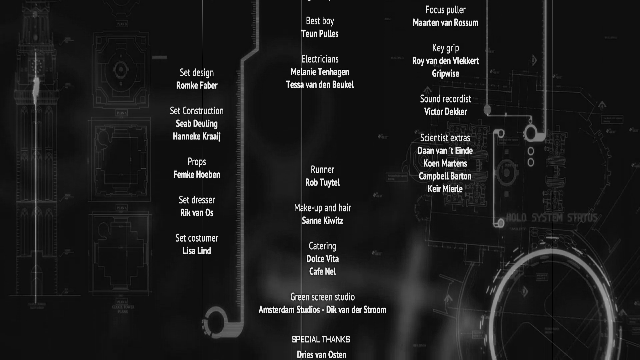 Set design
Romke Faber
Set Construction
Seab Deuling
Hanneke Kraaij
Props
Femke Hoeben
Set dresser
Rik van Os
Set costumer
Lisa Lind
Best boy
Teun Pulles
Electricians
Melanie Tenhagen
Tessa van den Beukel
Runner
Rob Tuytel
Make-up and hair
Sanne Kiwitz
Catering
Dolce Vita
Cafe Nel
Green screen studio
Amsterdam Studios - Dik van der Stroom
SPECIAL THANKS
Dries van Osten
Focus puller
Maarten van Rossum
Key grip
Roy van den Vlekkert
Gripwise
Sound recordist
Victor Dekker
Scientist extras
Daan van 't Einde
Koen Martens
Campbell Barton
Keir Mierle
HOLO SYSTEM STATUS